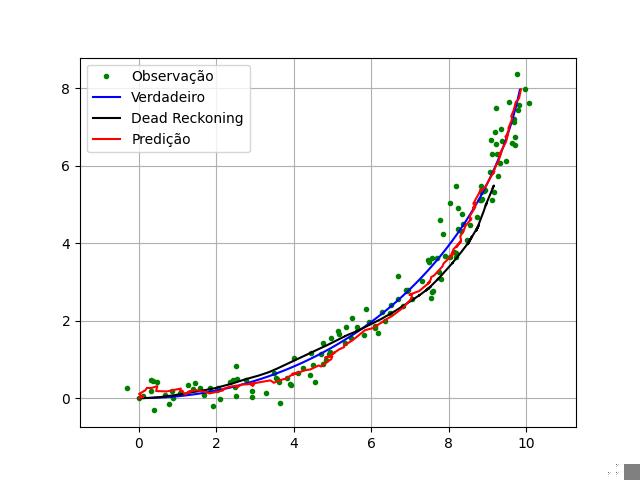 Observação
Verdadeiro
Dead Reckoning
Predição
8
6
4
2
0
0 2 4 6 8 10